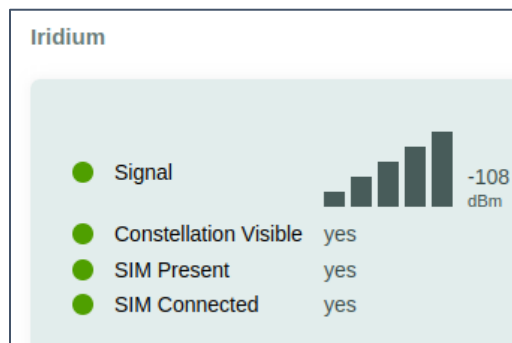 Iridium
Signal
-108
dBm
Constellation Visible yes
SIM Present yes
SIM Connected yes